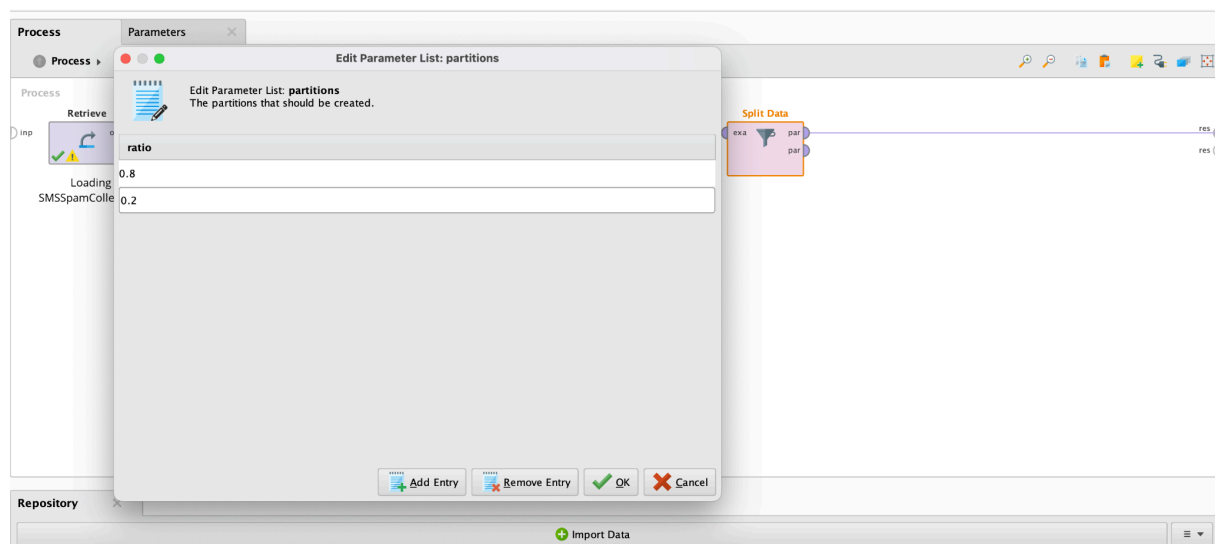 Process
Parameters
Process
Edit Parameter List: partitions
Process
Edit Parameter List: partitions
The partitions that should be created.
Retrieve
Split Data
inp
exa
par
res
ratio
par
res
Loading
0.8
SMSSpamColle
0.2
Add Entry
Remove Entry
OK
Cancel
Repository
Import Data